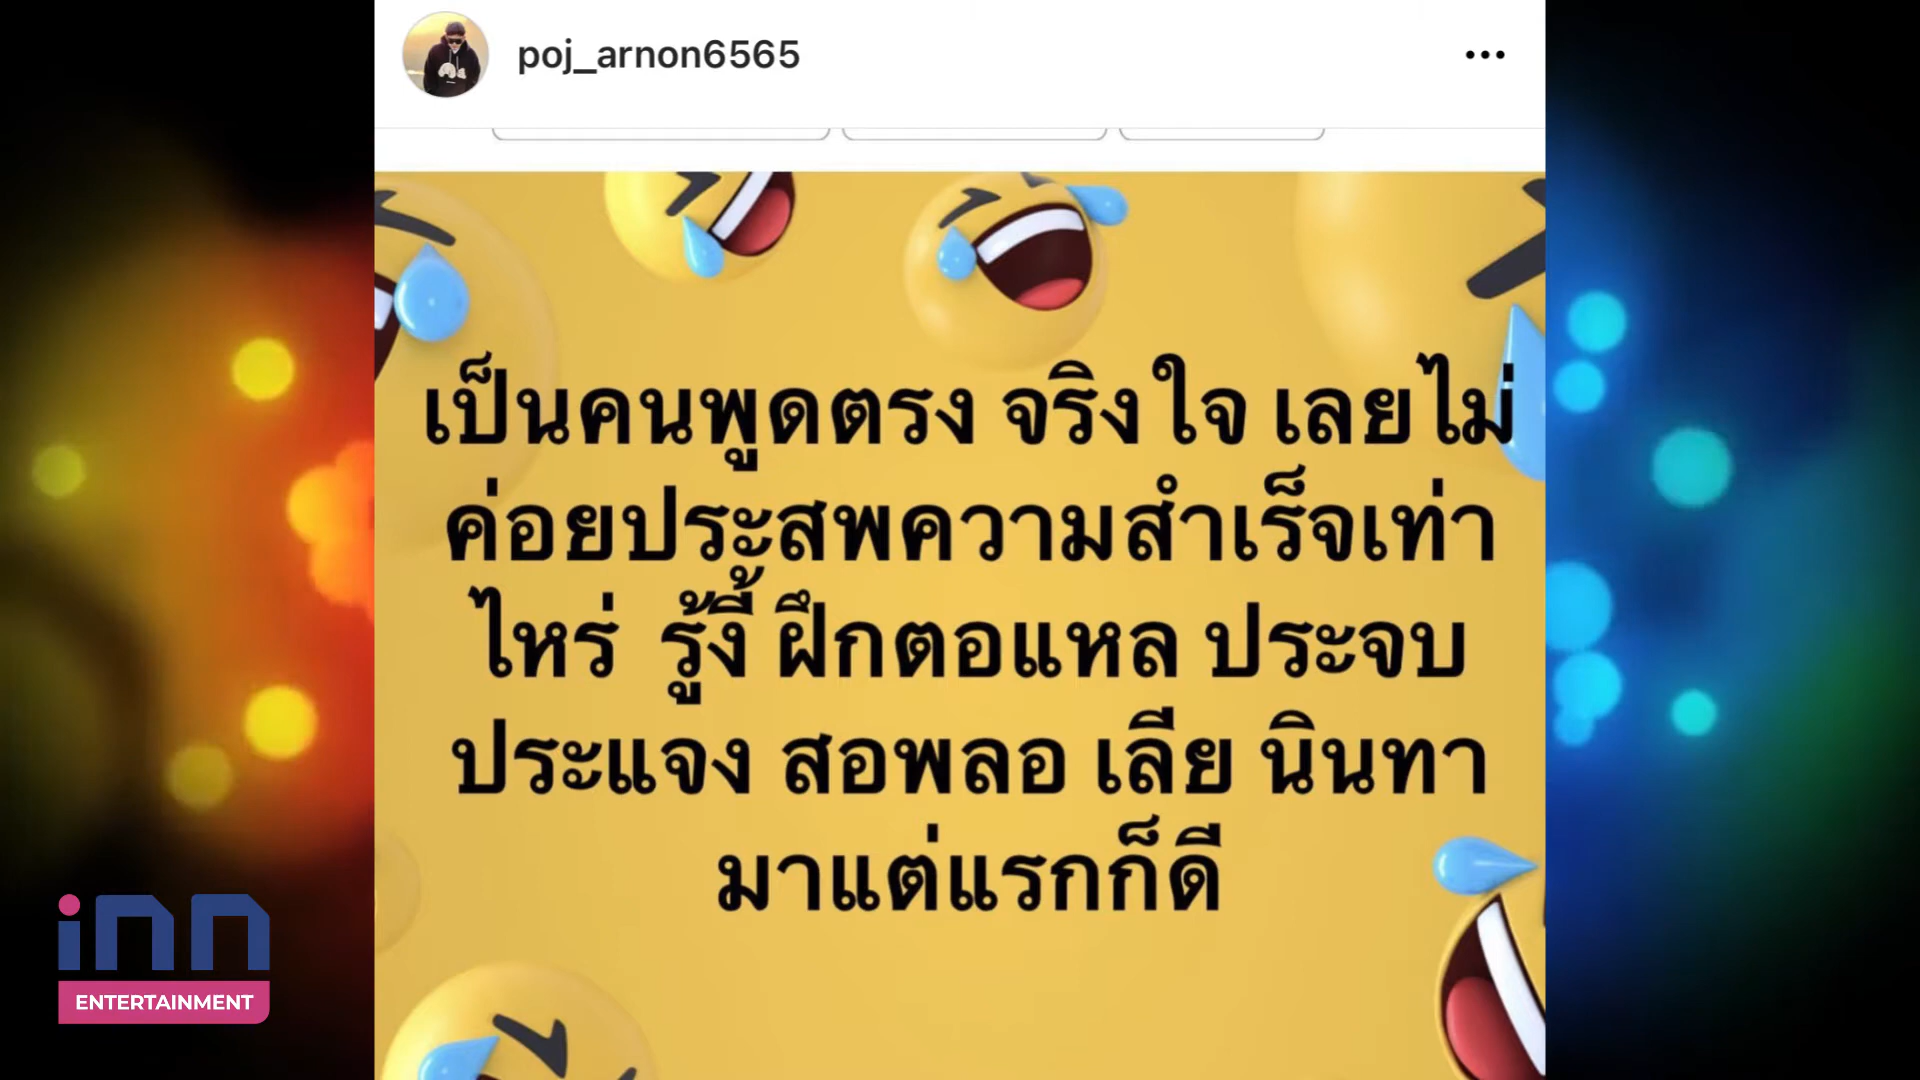 poj_arnon6565
เป็นคนพูดตรง จริงใจ เลยไม่
ค่อยประสพความสำเร็จเท่า
ไหร่ รู้งี้ ฝึกตอแหล ประจบ
ประแจง สอพลอ เลีย นินทา
มาแต่แรกก็ดี
inn
ENTERTAINMENT